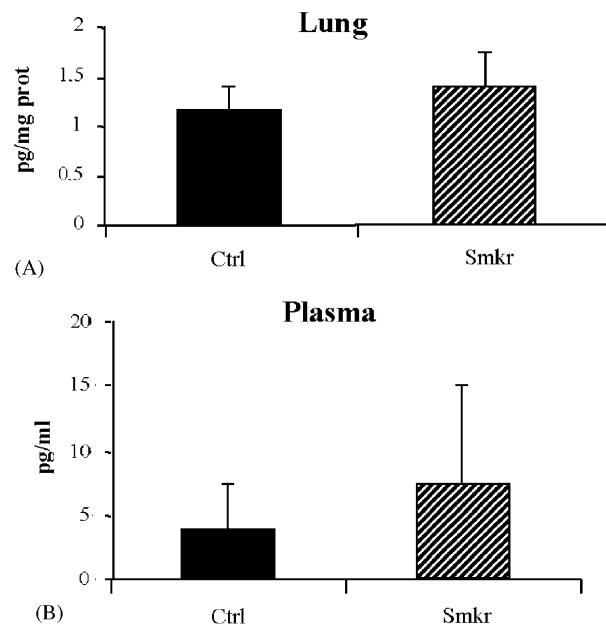 Lung
pg/mg prot
2
1.5
1
0.5
0
Ctrl
Smkr
(A)
Plasma
pg/ml
20
15
10
5
0
Ctrl
Smkr
(B)